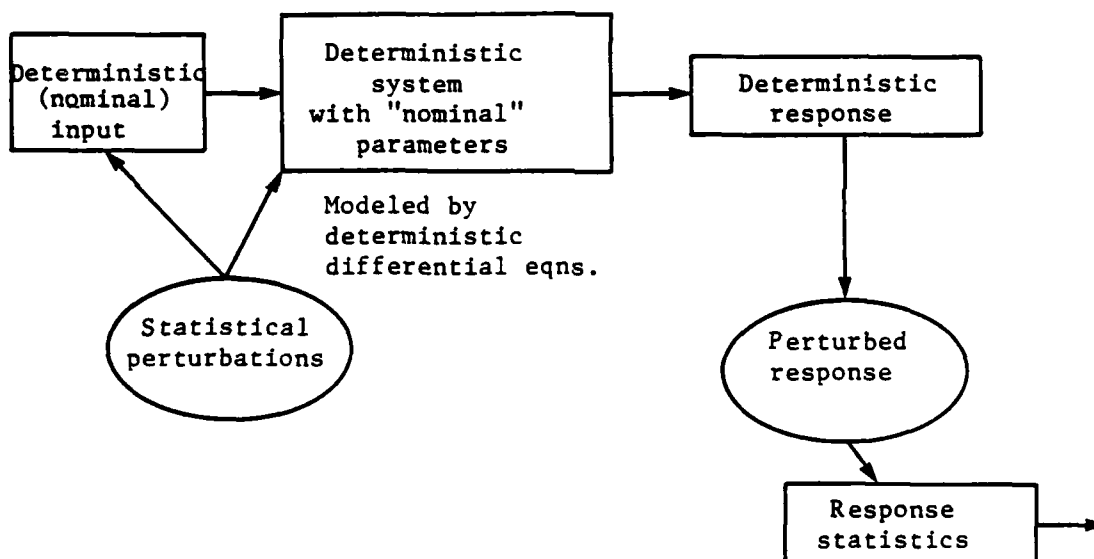 Deterministic
(nominal)
input
Deterministic
system
with "nominal"
parameters
Deterministic
response
Modeled by
deterministic
differential eqns.
Statistical
perturbations
Perturbed
response
Response
statistics